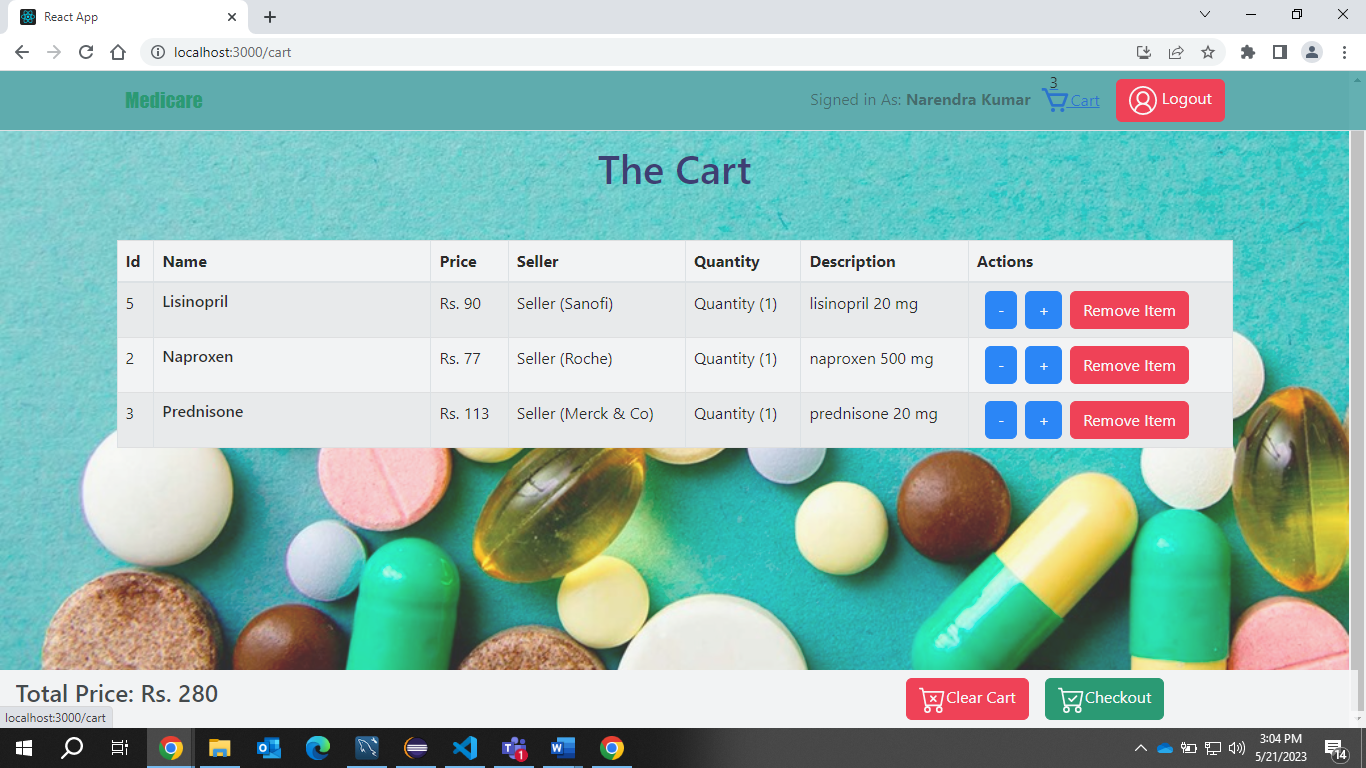 React App
localhost:3000/cart
Medicare
Signed in As: Narendra Kumar
3
Cart
Logout
The Cart
Id Name Price Seller Quantity Description Actions
5 Lisinopril Rs. 90 Seller (Sanofi) Quantity (1) lisinopril 20 mg - + Remove Item
2 Naproxen Rs. 77 Seller (Roche) Quantity (1) naproxen 500 mg - + Remove Item
3 Prednisone Rs. 113 Seller (Merck & Co) Quantity (1) prednisone 20 mg - + Remove Item
Total Price: Rs. 280 Clear Cart Checkout
localhost:3000/cart
1
3:04 PM
5/21/2023
14